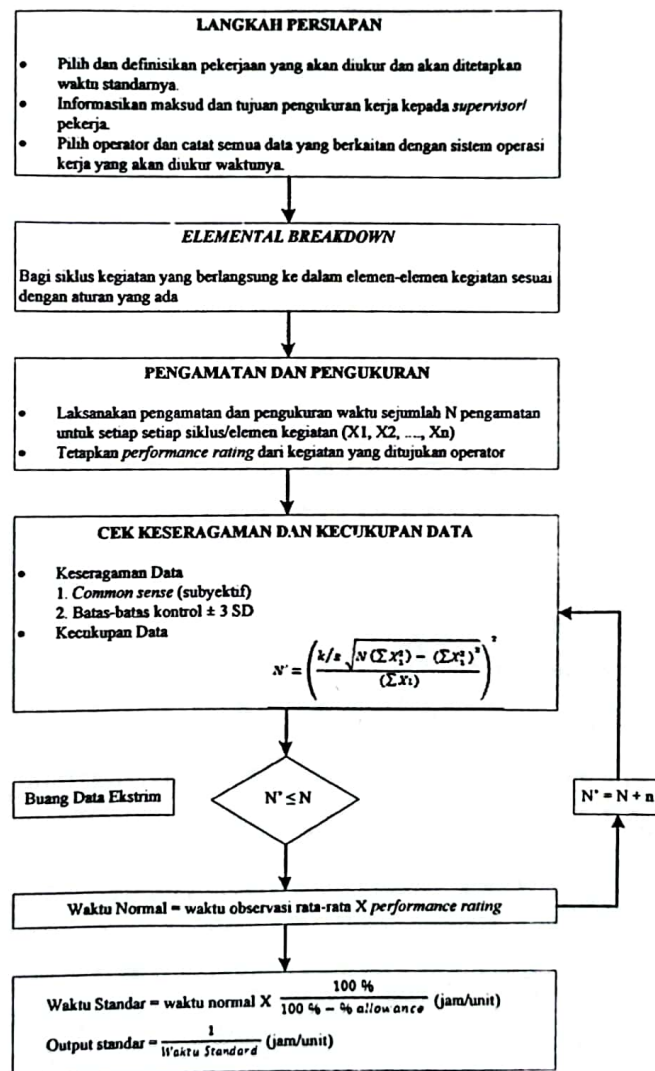 LANGKAH PERSIAPAN
• Pilih dan definisikan pekerjaan yang akan diukur dan akan ditetapkan
waktu standarnya.
• Informasikan maksud dan tujuan pengukuran kerja kepada supervisor/
pekerja.
• Pilih operator dan catat semua data yang berkaitan dengan sistem operasi
kerja yang akan diukur waktunya.
ELEMENTAL BREAKDOWN
Bagi siklus kegiatan yang berlangsung ke dalam elemen-elemen kegiatan sesuai
dengan aturan yang ada
PENGAMATAN DAN PENGUKURAN
• Laksanakan pengamatan dan pengukuran waktu sejumlah N pengamatan
untuk setiap setiap siklus/elemen kegiatan (X1, X2, ...., Xn)
• Tetapkan performance rating dari kegiatan yang ditujukan operator
CEK KESERAGAMAN DAN KECUKUPAN DATA
• Keseragaman Data
1. Common sense (subyektif)
2. Batas-batas kontrol ± 3 SD
• Kecukupan Data
N' = ( k/s √ N (∑X₁²) − (∑X₁²)² / (∑X₁) )²
Buang Data Ekstrim
N' ≤ N
N' = N + n
Waktu Normal = waktu observasi rata-rata X performance rating
Waktu Standar = waktu normal X 100 % / 100 % − % allowance (jam/unit)
Output standar = 1 / Waktu Standard (jam/unit)